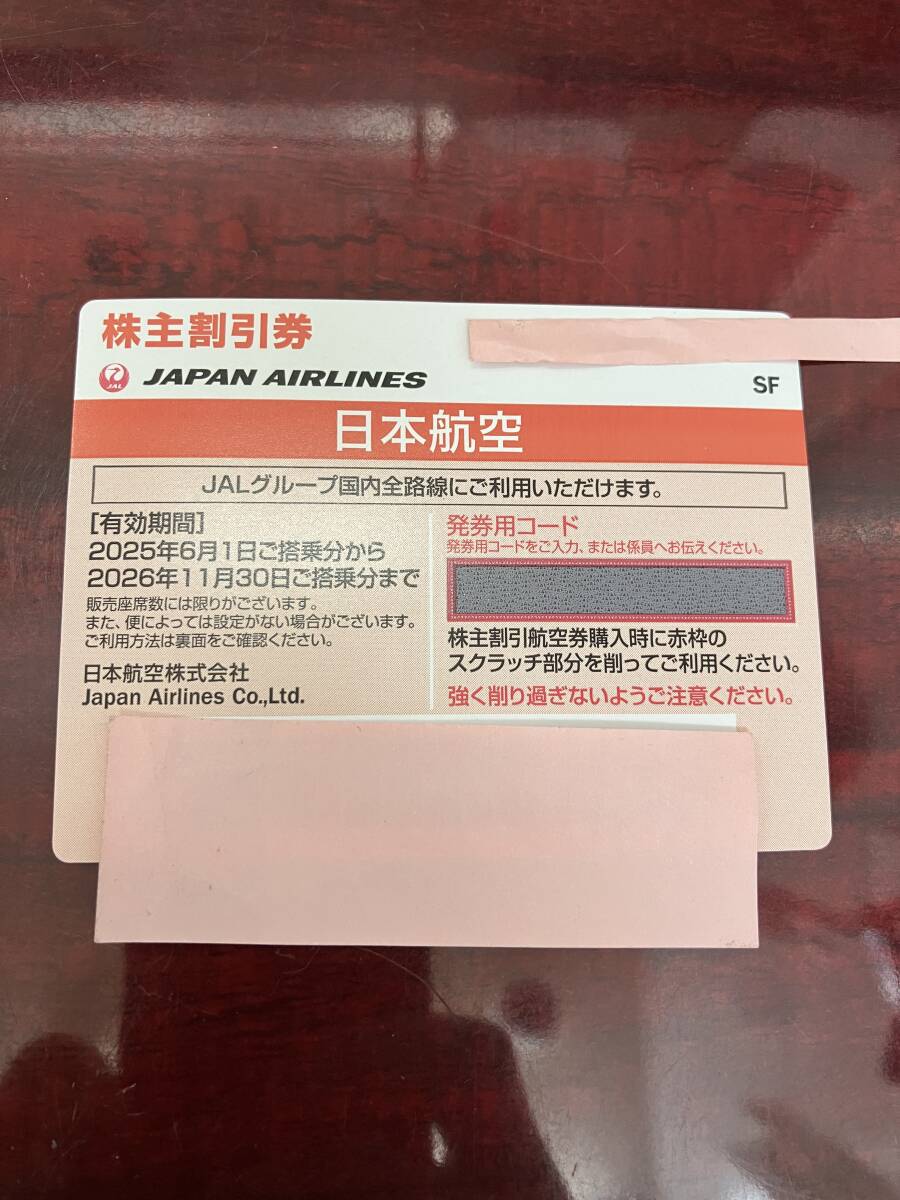 株主割引券
JAL JAPAN AIRLINES
SF
日本航空
JALグループ国内全路線にご利用いただけます。
[有効期間]
2025年6月1日ご搭乗分から
2026年11月30日ご搭乗分まで
販売座席数には限りがございます。
また、便によっては設定がない場合がございます。
ご利用方法は裏面をご確認ください。
日本航空株式会社
Japan Airlines Co.,Ltd.
発券用コード
発券用コードをご入力、または係員へお伝えください。
株主割引航空券購入時に赤枠の
スクラッチ部分を削ってご利用ください。
強く削り過ぎないようご注意ください。